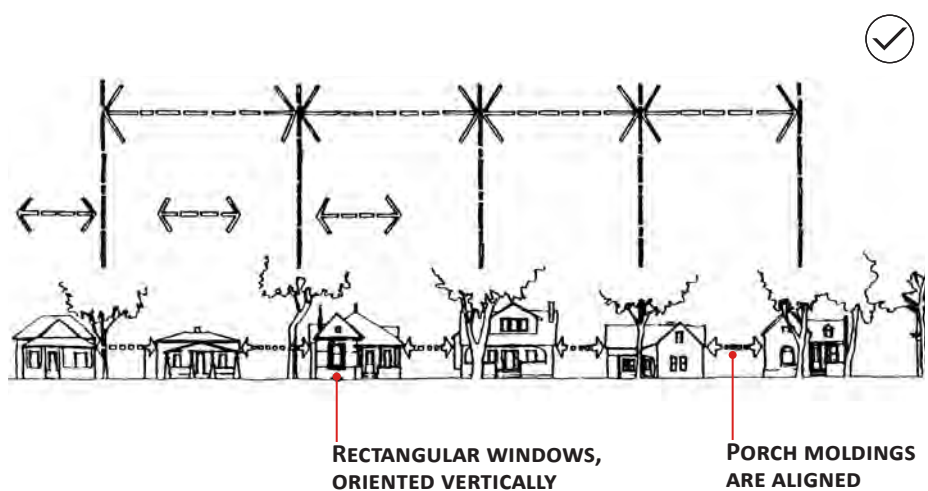 RECTANGULAR WINDOWS,
ORIENTED VERTICALLY
PORCH MOLDINGS
ARE ALIGNED